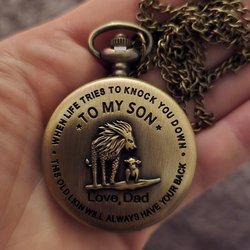 WHEN LIFE TRIES TO KNOCK YOU DOWN
TO MY SON
Love, Dad
THIS OLD LION WILL ALWAYS HAVE YOUR BACK